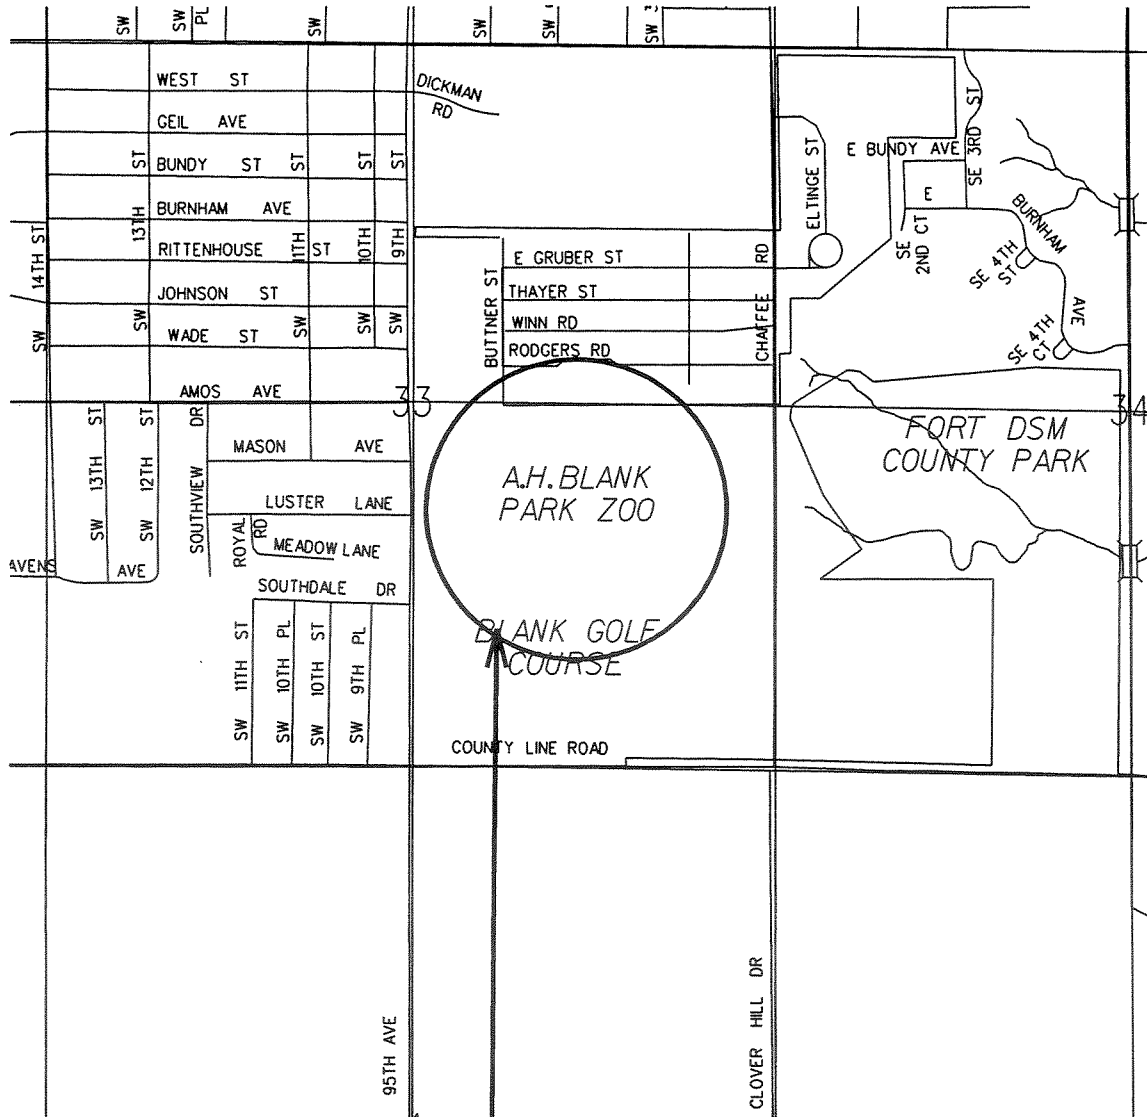 SW
SW
PL
SW
SW
SW
SW
WEST ST
DICKMAN
RD
GEIL AVE
BUNDY ST
ST
ST
ST
ST
BURNHAM AVE
13TH
RITTENHOUSE ST
11TH
10TH
9TH
14TH ST
SW
JOHNSON ST
SW
SW
SW
SW
WADE ST
AMOS AVE
E GRUBER ST
THAYER ST
WINN RD
RODGERS RD
BUTTNER ST
CHAFFEE RD
ELTINGE ST
E BUNDY AVE
SE 3RD ST
E BURNHAM AVE
SE
2ND CT
SE 4TH
ST
SE 4TH
CT
33
34
SW 13TH ST
SW 12TH ST
SOUTHVIEW DR
MASON AVE
LUSTER LANE
ROYAL
RD
MEADOW LANE
AVENS AVE
SOUTHDALE DR
SW 11TH ST
SW 10TH PL
SW 10TH ST
SW 9TH PL
A.H.BLANK
PARK ZOO
FORT DSM
COUNTY PARK
BLANK GOLF
COURSE
COUNTY LINE ROAD
95TH AVE
CLOVER HILL DR